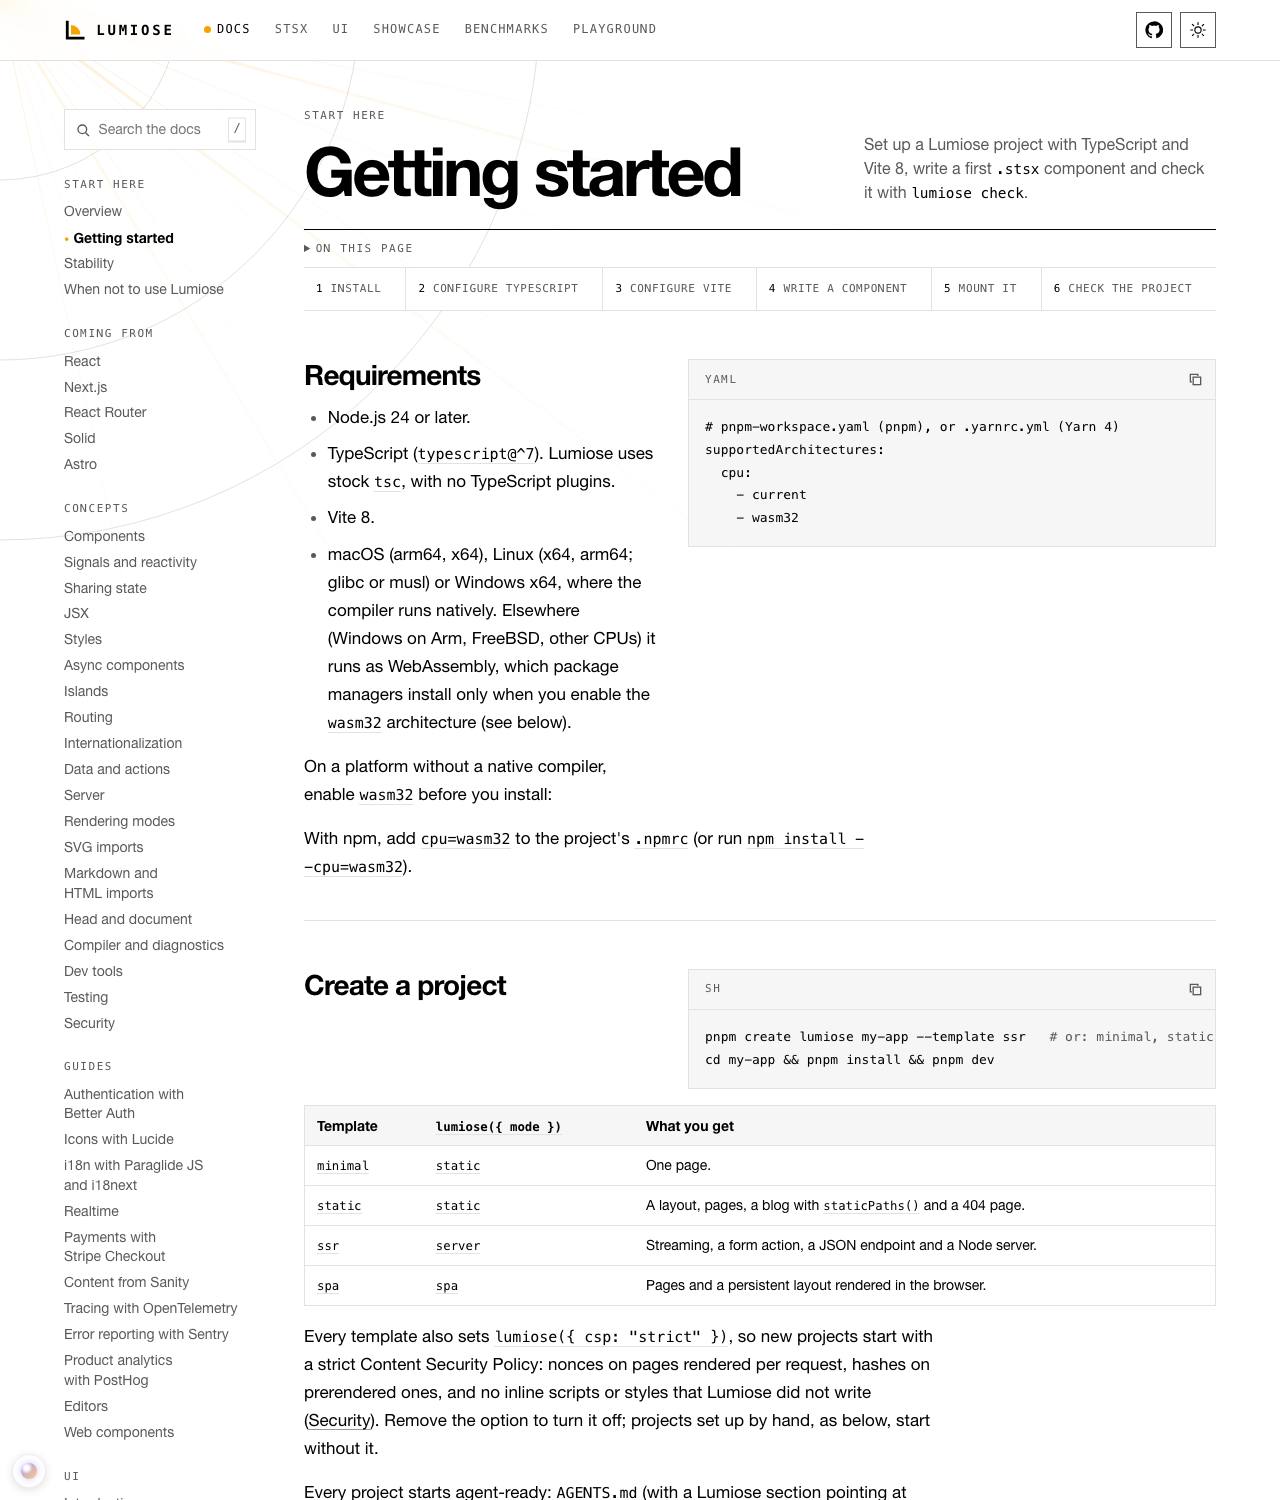 LUMIOSE
DOCS
STSX
UI
SHOWCASE
BENCHMARKS
PLAYGROUND
Search the docs
/
START HERE
Overview
Getting started
Stability
When not to use Lumiose
COMING FROM
React
Next.js
React Router
Solid
Astro
CONCEPTS
Components
Signals and reactivity
Sharing state
JSX
Styles
Async components
Islands
Routing
Internationalization
Data and actions
Server
Rendering modes
SVG imports
Markdown and
HTML imports
Head and document
Compiler and diagnostics
Dev tools
Testing
Security
GUIDES
Authentication with
Better Auth
Icons with Lucide
i18n with Paraglide JS
and i18next
Realtime
Payments with
Stripe Checkout
Content from Sanity
Tracing with OpenTelemetry
Error reporting with Sentry
Product analytics
with PostHog
Editors
Web components
UI
START HERE
Getting started
Set up a Lumiose project with TypeScript and
Vite 8, write a first .stsx component and check
it with lumiose check.
ON THIS PAGE
1 INSTALL
2 CONFIGURE TYPESCRIPT
3 CONFIGURE VITE
4 WRITE A COMPONENT
5 MOUNT IT
6 CHECK THE PROJECT
Requirements
• Node.js 24 or later.
• TypeScript (typescript@^7). Lumiose uses
stock tsc, with no TypeScript plugins.
• Vite 8.
• macOS (arm64, x64), Linux (x64, arm64;
glibc or musl) or Windows x64, where the
compiler runs natively. Elsewhere
(Windows on Arm, FreeBSD, other CPUs) it
runs as WebAssembly, which package
managers install only when you enable the
wasm32 architecture (see below).
On a platform without a native compiler,
enable wasm32 before you install:
YAML
# pnpm-workspace.yaml (pnpm), or .yarnrc.yml (Yarn 4)
supportedArchitectures:
  cpu:
    - current
    - wasm32
With npm, add cpu=wasm32 to the project's .npmrc (or run npm install -
-cpu=wasm32).
Create a project
SH
pnpm create lumiose my-app --template ssr   # or: minimal, static
cd my-app && pnpm install && pnpm dev
Template lumiose({ mode }) What you get
minimal static One page.
static static A layout, pages, a blog with staticPaths() and a 404 page.
ssr server Streaming, a form action, a JSON endpoint and a Node server.
spa spa Pages and a persistent layout rendered in the browser.
Every template also sets lumiose({ csp: "strict" }), so new projects start with
a strict Content Security Policy: nonces on pages rendered per request, hashes on
prerendered ones, and no inline scripts or styles that Lumiose did not write
(Security). Remove the option to turn it off; projects set up by hand, as below, start
without it.
Every project starts agent-ready: AGENTS.md (with a Lumiose section pointing at